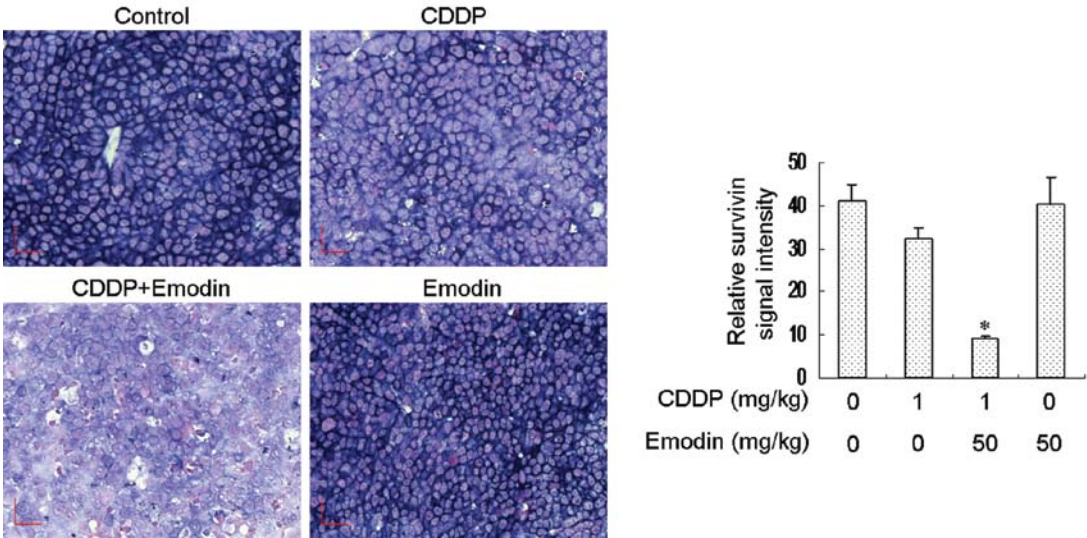 Control
CDDP
CDDP+Emodin
Emodin
Relative survivin
signal intensity
50
40
30
20
10
0
*
CDDP (mg/kg) 0 1 1 0
Emodin (mg/kg) 0 0 50 50